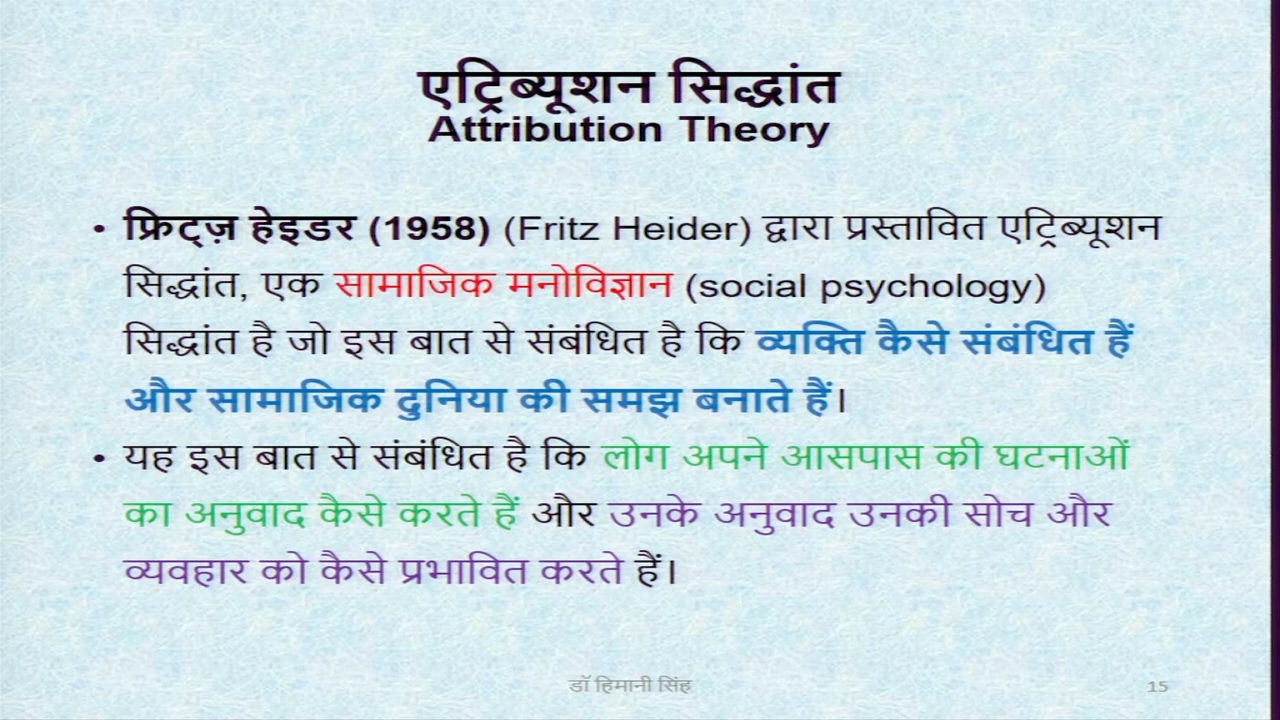 एट्रिब्यूशन सिद्धांत
Attribution Theory
• फ्रिट्ज़ हेइडर (1958) (Fritz Heider) द्वारा प्रस्तावित एट्रिब्यूशन
सिद्धांत, एक सामाजिक मनोविज्ञान (social psychology)
सिद्धांत है जो इस बात से संबंधित है कि व्यक्ति कैसे संबंधित हैं
और सामाजिक दुनिया की समझ बनाते हैं।
• यह इस बात से संबंधित है कि लोग अपने आसपास की घटनाओं
का अनुवाद कैसे करते हैं और उनके अनुवाद उनकी सोच और
व्यवहार को कैसे प्रभावित करते हैं।
डॉ हिमानी सिंह
15